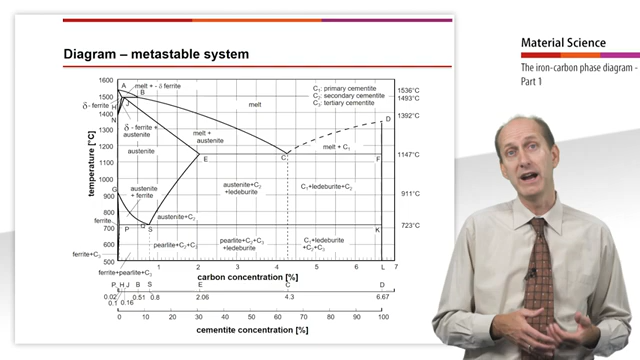 Diagram – metastable system
Material Science
The iron-carbon phase diagram -
Part 1
1600
1500
1400
1300
1200
1100
1000
900
800
700
600
500
temperature [°C]
A
melt + - δ ferrite
B
H
J
N
δ - ferrite
δ - ferrite +
austenite
melt +
austenite
austenite
melt
C₁: primary cementite
C₂: secondary cementite
C₃: tertiary cementite
1536°C
1493°C
1392°C
1147°C
911°C
723°C
D
melt + C₁
E
C
F
G
austenite
+ ferrite
austenite+C₂
+ledeburite
C₁+ledeburite+C₂
ferrite
austenite+C₂
P
S
K
pearlite+C₂+C₃
pearlite+C₂+C₃
+ledeburite
C₁+ledeburite
+C₂+C₃
ferrite+C₃
ferrite+pearlite+C₃
1 2 3 4 5 6 L 7
carbon concentration [%]
P H J B S E C D
0.02 0.51 0.8 2.06 4.3 6.67
0.1 0.16
0 10 20 30 40 50 60 70 80 90 100
cementite concentration [%]